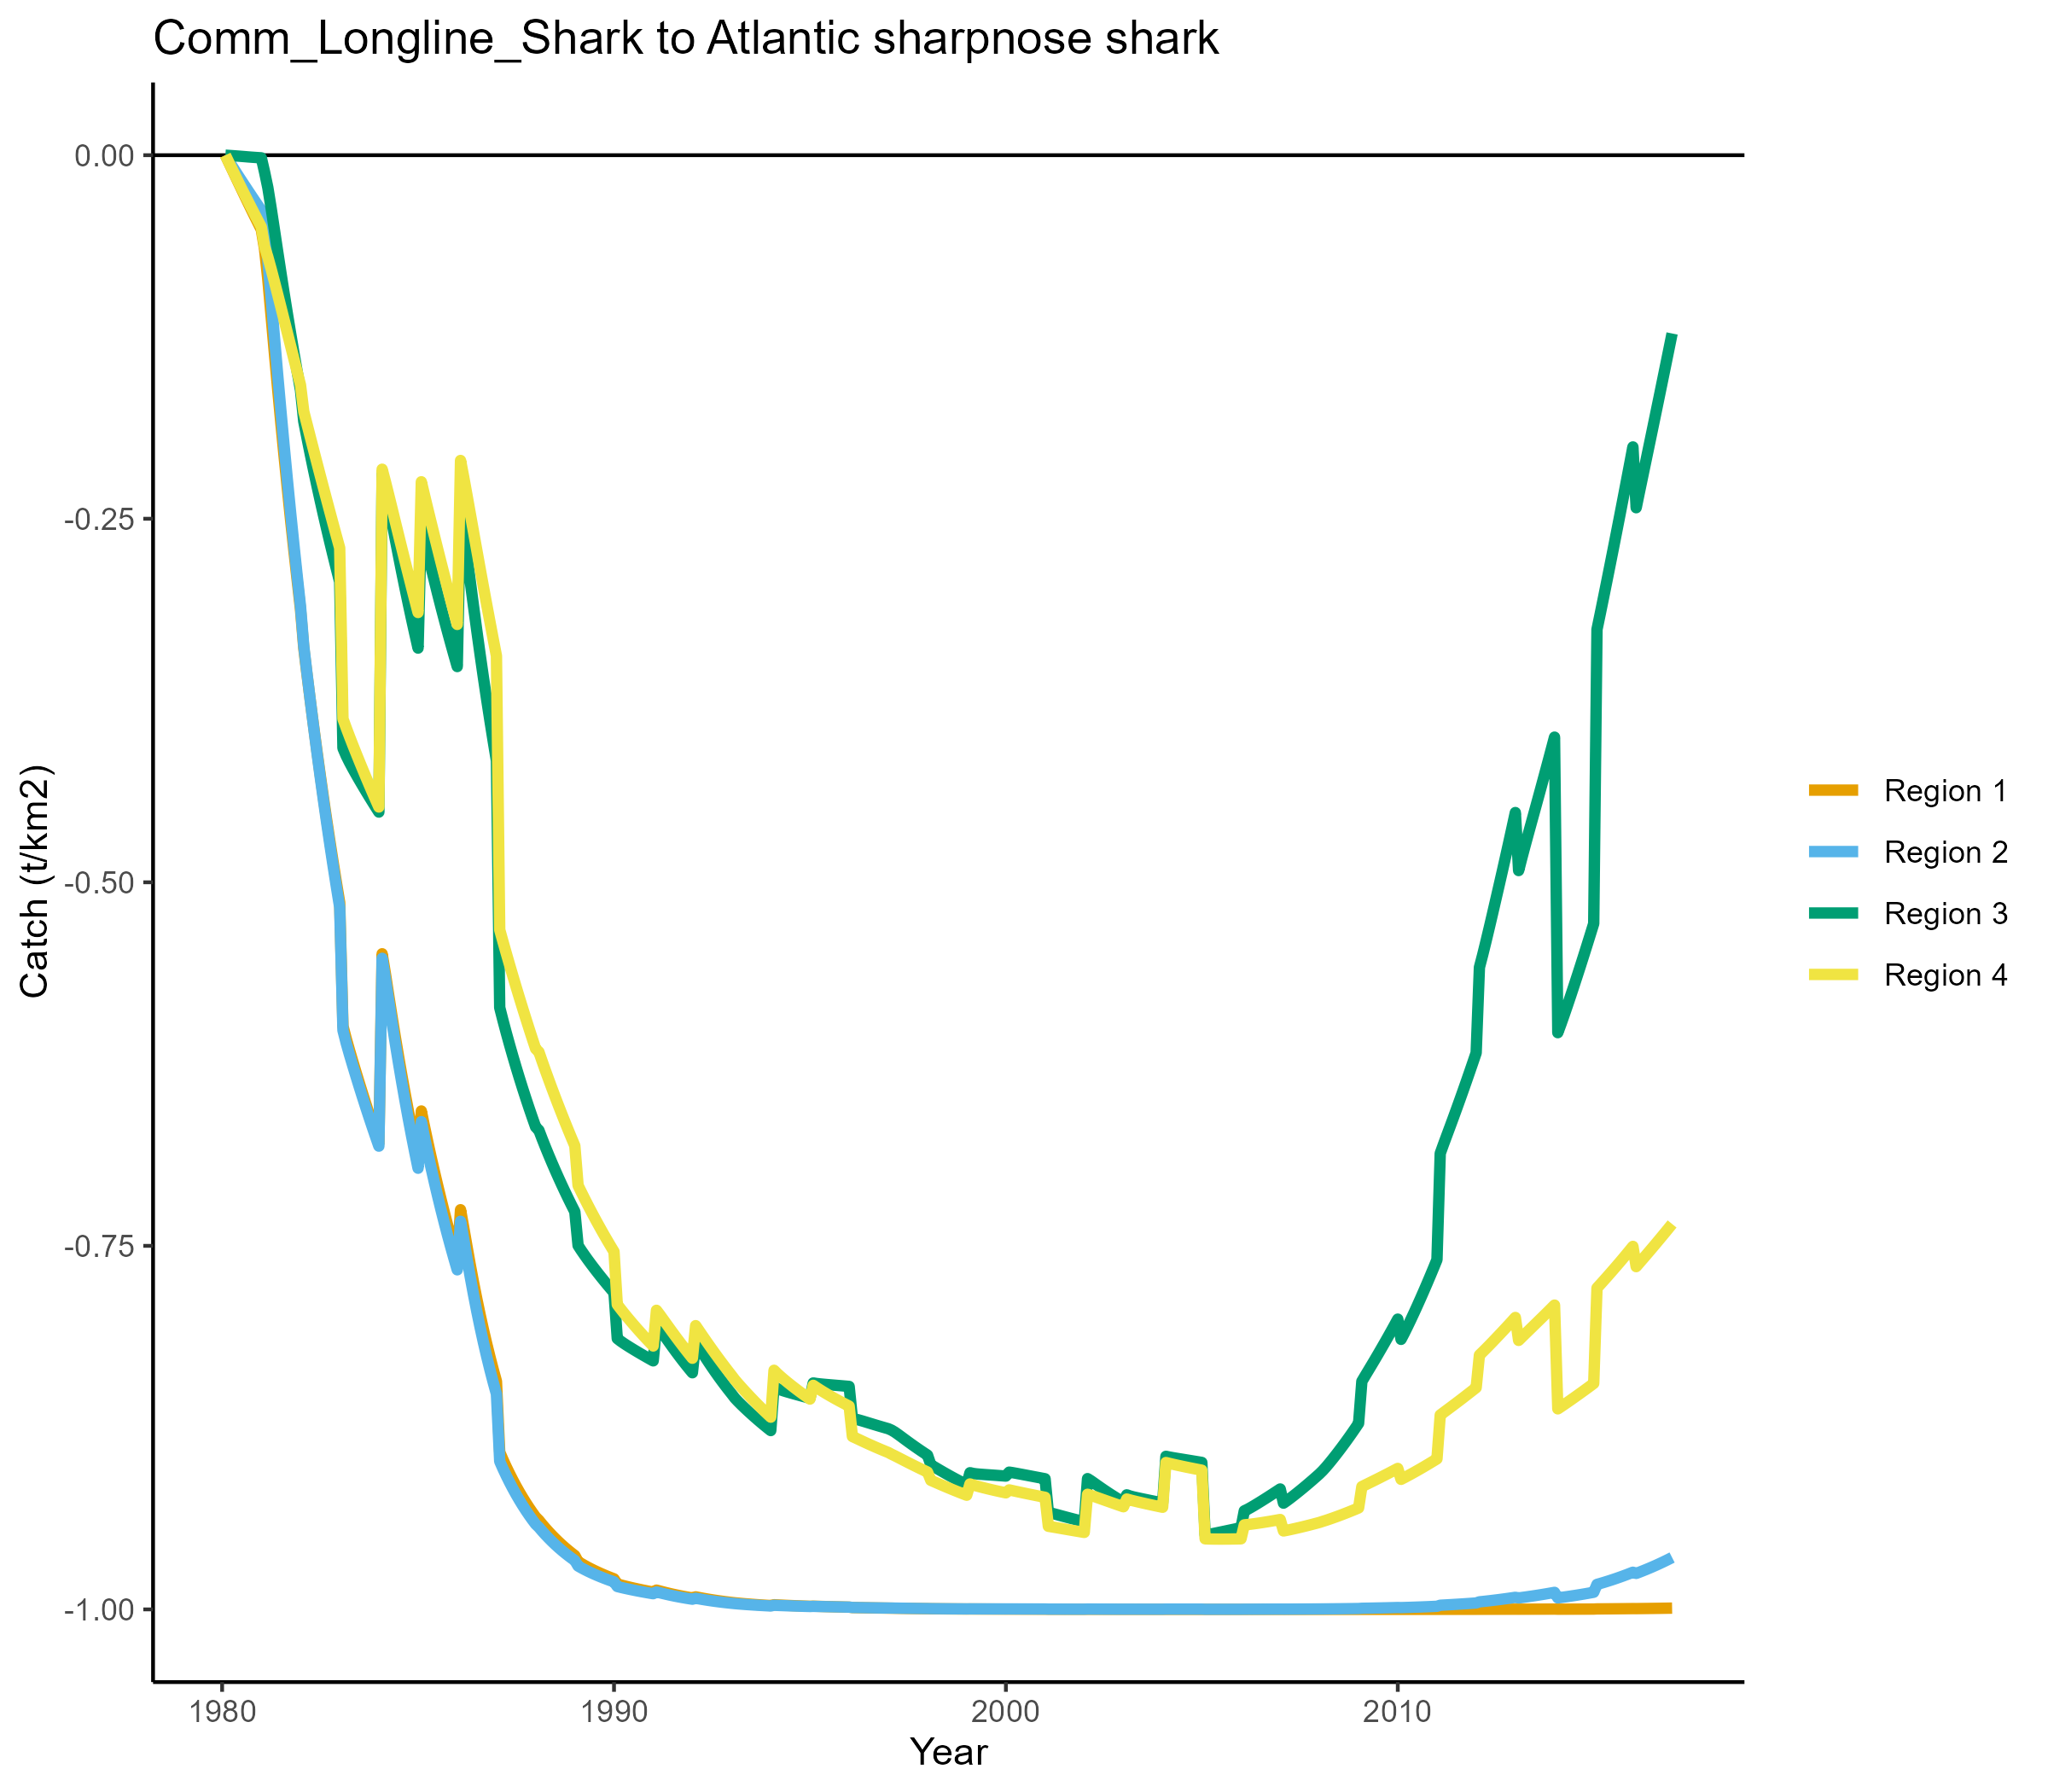 Comm_Longline_Shark to Atlantic sharpnose shark
0.00
-0.25
-0.50
-0.75
-1.00
Catch (t/km2)
1980
1990
2000
2010
Year
Region 1
Region 2
Region 3
Region 4